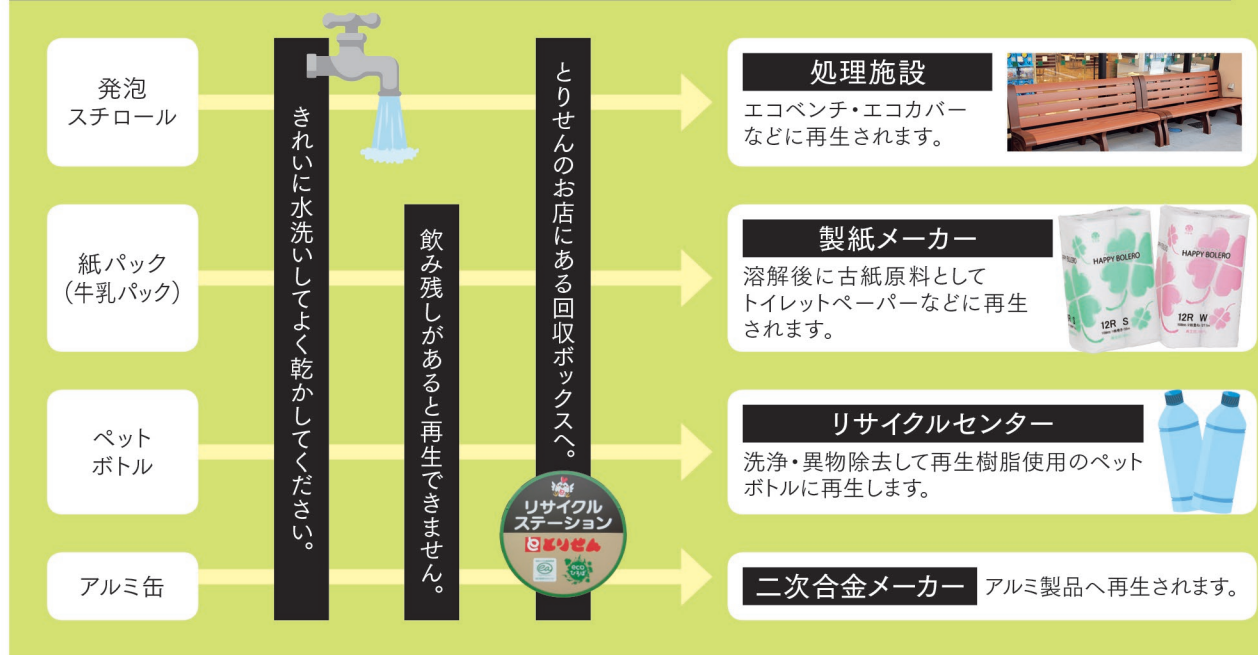 発泡
スチロール
紙パック
(牛乳パック)
ペット
ボトル
アルミ缶
きれいに水洗いしてよく乾かしてください。
飲み残しがあると再生できません。
とりせんのお店にある回収ボックスへ。
リサイクル
ステーション
とりせん
eco
処理施設
エコベンチ・エコカバー
などに再生されます。
製紙メーカー
溶解後に古紙原料として
トイレットペーパーなどに再生
されます。
HAPPY BOLERO
12R S
HAPPY BOLERO
12R W
リサイクルセンター
洗浄・異物除去して再生樹脂使用のペット
ボトルに再生します。
二次合金メーカー
アルミ製品へ再生されます。